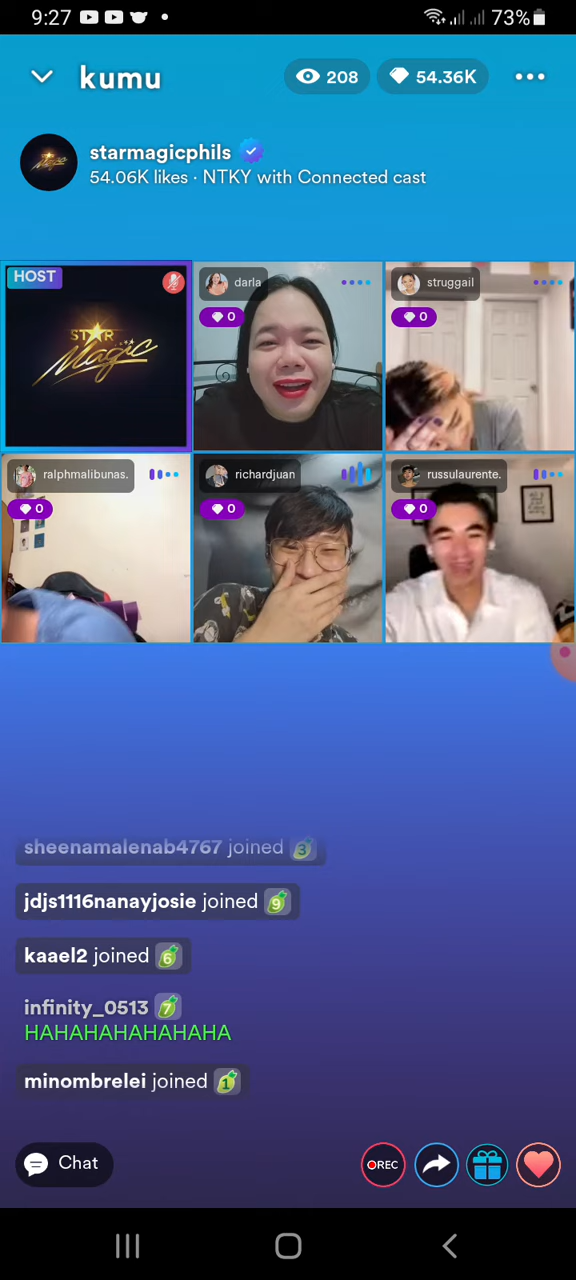 9:27
73%
kumu
208
54.36K
starmagicphils
54.06K likes · NTKY with Connected cast
HOST
STAR
Magic
darla
0
struggail
0
ralphmalibunas.
0
richardjuan
0
russulaurente.
0
sheenamalenab4767 joined 3
jdjs1116nanayjosie joined 9
kaael2 joined 6
infinity_0513 7
HAHAHAHAHAHAHA
minombrelei joined 1
Chat
REC